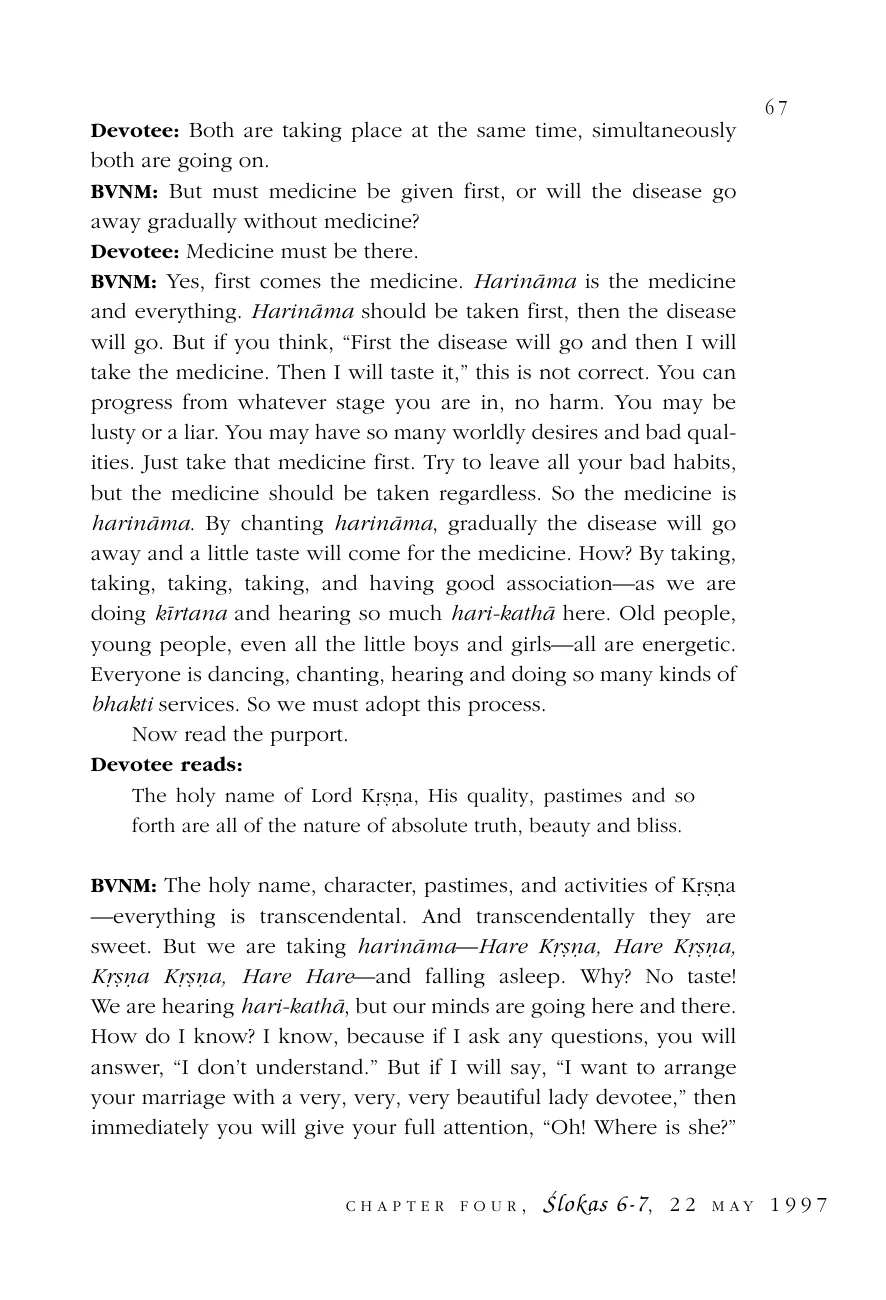 67
Devotee: Both are taking place at the same time, simultaneously
both are going on.
BVNM: But must medicine be given first, or will the disease go
away gradually without medicine?
Devotee: Medicine must be there.
BVNM: Yes, first comes the medicine. Harināma is the medicine
and everything. Harināma should be taken first, then the disease
will go. But if you think, “First the disease will go and then I will
take the medicine. Then I will taste it,” this is not correct. You can
progress from whatever stage you are in, no harm. You may be
lusty or a liar. You may have so many worldly desires and bad qual-
ities. Just take that medicine first. Try to leave all your bad habits,
but the medicine should be taken regardless. So the medicine is
harināma. By chanting harināma, gradually the disease will go
away and a little taste will come for the medicine. How? By taking,
taking, taking, taking, and having good association—as we are
doing kīrtana and hearing so much hari-kathā here. Old people,
young people, even all the little boys and girls—all are energetic.
Everyone is dancing, chanting, hearing and doing so many kinds of
bhakti services. So we must adopt this process.
Now read the purport.
Devotee reads:
The holy name of Lord Kṛṣṇa, His quality, pastimes and so
forth are all of the nature of absolute truth, beauty and bliss.
BVNM: The holy name, character, pastimes, and activities of Kṛṣṇa
—everything is transcendental. And transcendentally they are
sweet. But we are taking harināma—Hare Kṛṣṇa, Hare Kṛṣṇa,
Kṛṣṇa Kṛṣṇa, Hare Hare—and falling asleep. Why? No taste!
We are hearing hari-kathā, but our minds are going here and there.
How do I know? I know, because if I ask any questions, you will
answer, “I don’t understand.” But if I will say, “I want to arrange
your marriage with a very, very, very beautiful lady devotee,” then
immediately you will give your full attention, “Oh! Where is she?”
CHAPTER FOUR, Ślokas 6-7, 22 MAY 1997